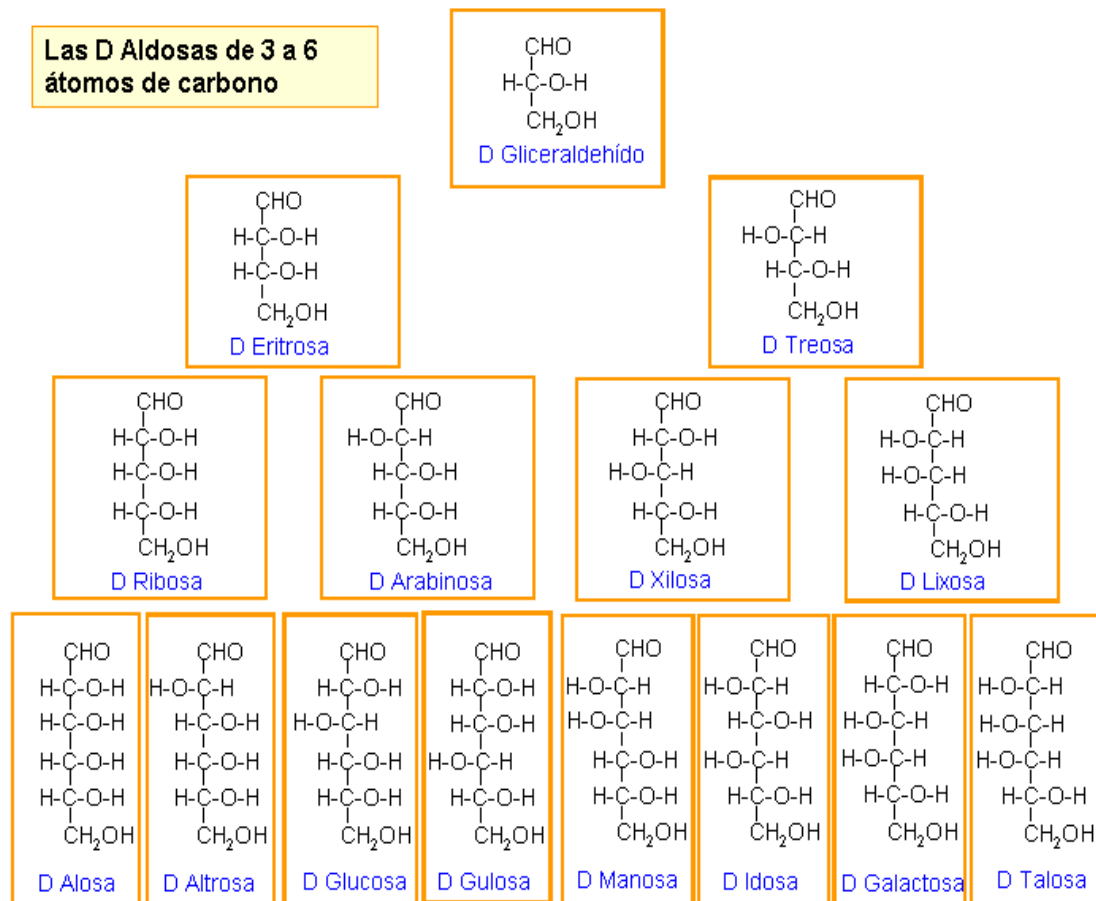 Las D Aldosas de 3 a 6
átomos de carbono
CHO
H-C-O-H
CH2OH
D Gliceraldehído
CHO
H-C-O-H
H-C-O-H
CH2OH
D Eritrosa
CHO
H-O-C-H
H-C-O-H
CH2OH
D Treosa
CHO
H-C-O-H
H-C-O-H
H-C-O-H
CH2OH
D Ribosa
CHO
H-O-C-H
H-C-O-H
H-C-O-H
CH2OH
D Arabinosa
CHO
H-C-O-H
H-O-C-H
H-C-O-H
CH2OH
D Xilosa
CHO
H-O-C-H
H-O-C-H
H-C-O-H
CH2OH
D Lixosa
CHO
H-C-O-H
H-C-O-H
H-C-O-H
H-C-O-H
CH2OH
D Alosa
CHO
H-O-C-H
H-C-O-H
H-C-O-H
H-C-O-H
CH2OH
D Altrosa
CHO
H-C-O-H
H-O-C-H
H-C-O-H
H-C-O-H
CH2OH
D Glucosa
CHO
H-C-O-H
H-C-O-H
H-O-C-H
H-C-O-H
CH2OH
D Gulosa
CHO
H-O-C-H
H-O-C-H
H-C-O-H
H-C-O-H
CH2OH
D Manosa
CHO
H-O-C-H
H-C-O-H
H-O-C-H
H-C-O-H
CH2OH
D Idosa
CHO
H-C-O-H
H-O-C-H
H-O-C-H
H-C-O-H
CH2OH
D Galactosa
CHO
H-O-C-H
H-O-C-H
H-O-C-H
H-C-O-H
CH2OH
D Talosa